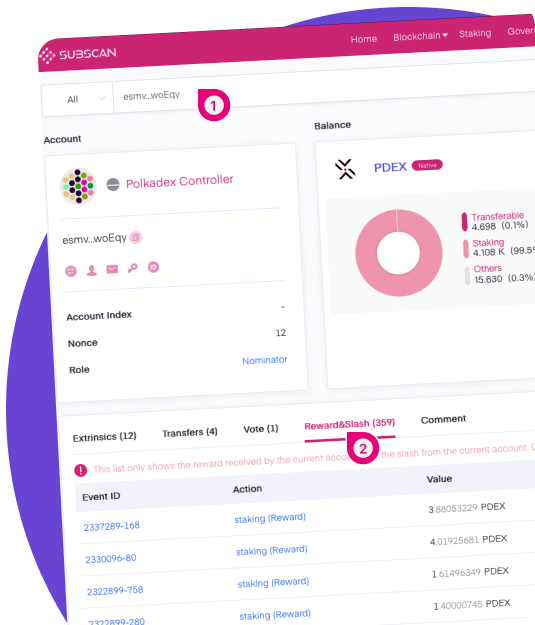 SUBSCAN
Home Blockchain Staking Govern
All esmv...woEqy
1
Account
Balance
Polkadex Controller
PDEX Native
esmv...woEqy
Transferable
4.698 (0.1%)
Staking
4.108 K (99.5%
Others
15.630 (0.3%)
Account Index -
Nonce 12
Role Nominator
Extrinsics (12) Transfers (4) Vote (1) Reward&Slash (359) Comment
2
This list only shows the reward received by the current acco the slash from the current account.
Event ID Action Value
2337289-168 staking (Reward) 3.88053229 PDEX
2330096-80 staking (Reward) 4.01925681 PDEX
2322899-758 staking (Reward) 1.61496349 PDEX
2322899-280 staking (Reward) 1.40000745 PDEX